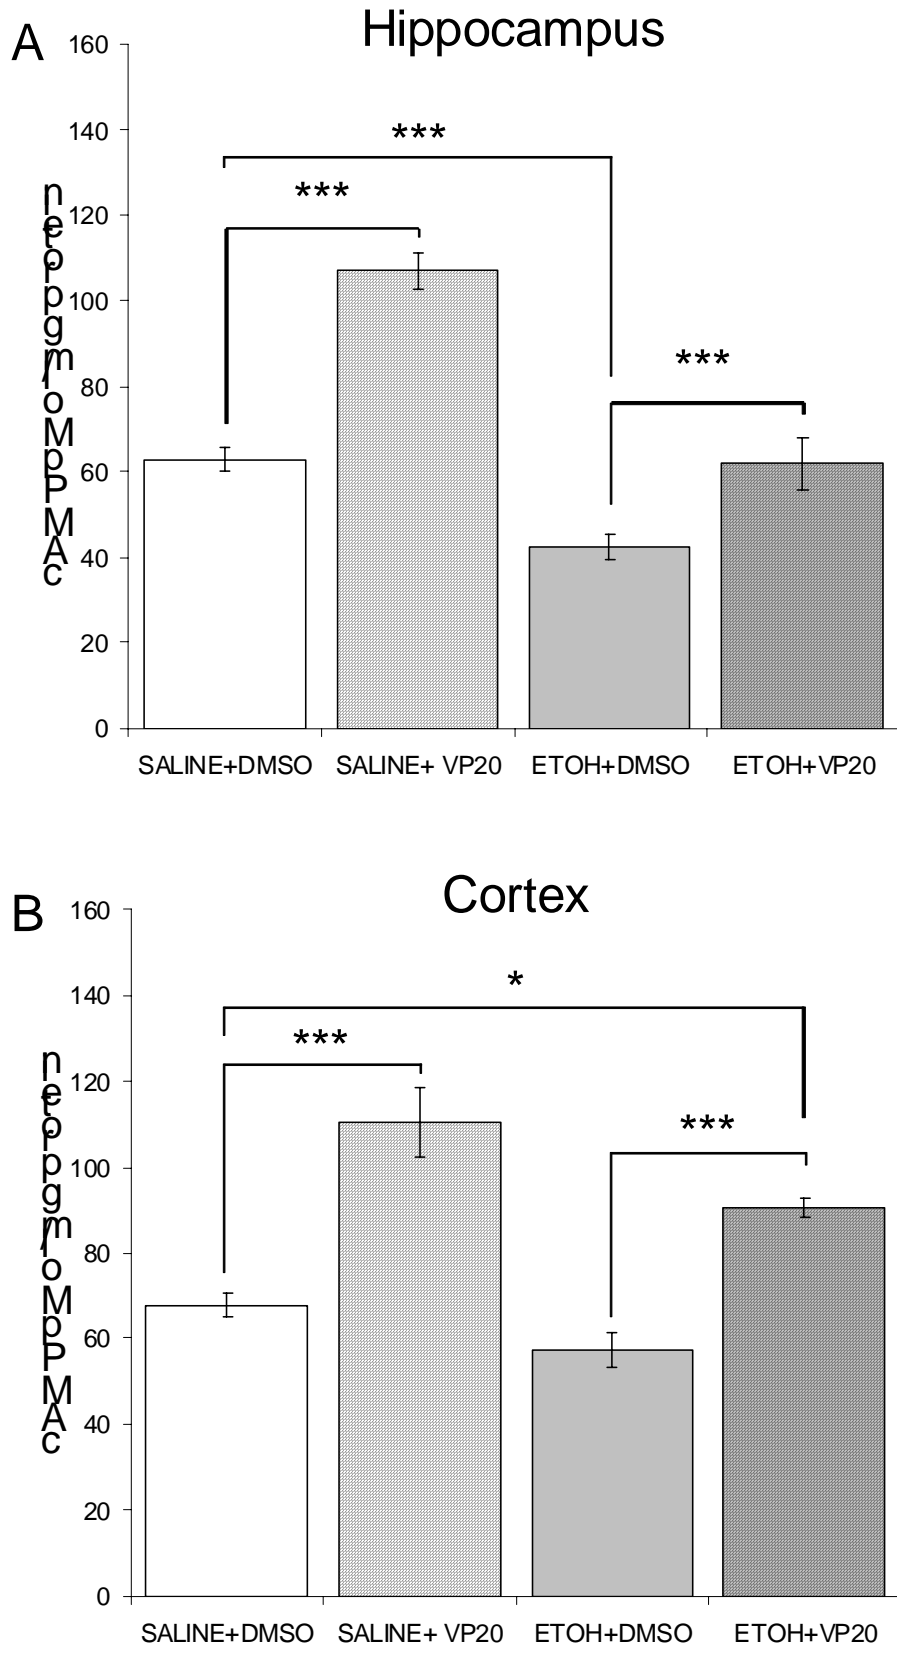 A
Hippocampus
cAMP pMol/mg protein
160
140
120
100
80
60
40
20
0
***
***
***
SALINE+DMSO
SALINE+ VP20
ETOH+DMSO
ETOH+VP20
B
Cortex
cAMP pMol/mg protein
160
140
120
100
80
60
40
20
0
*
***
***
SALINE+DMSO
SALINE+ VP20
ETOH+DMSO
ETOH+VP20